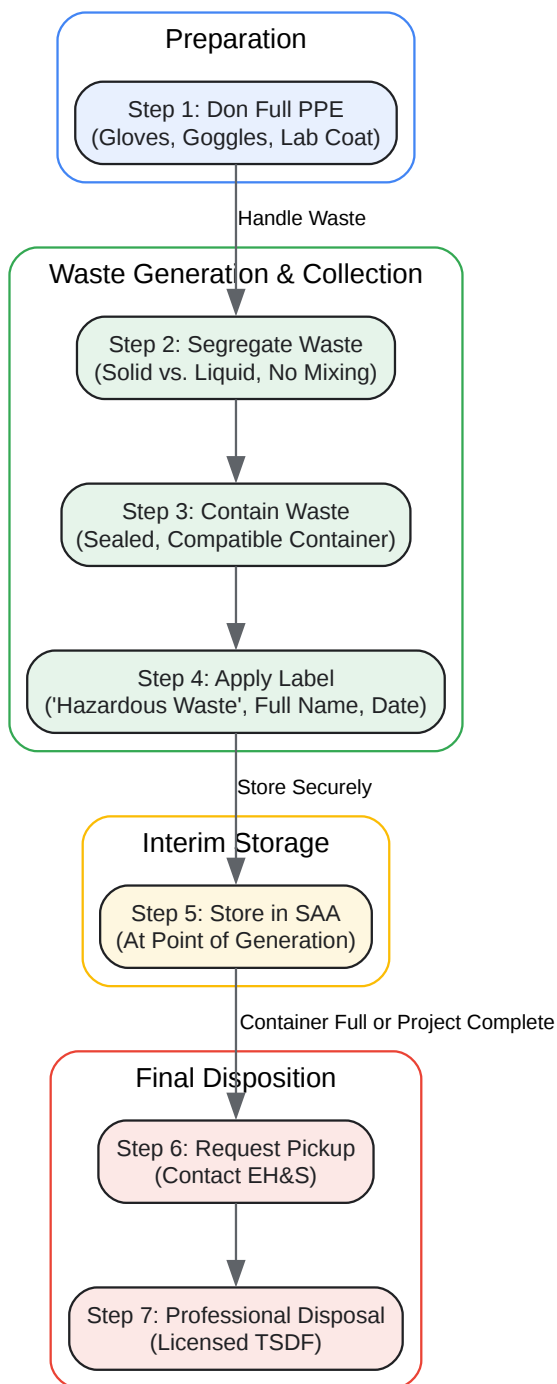 Preparation
Step 1: Don Full PPE
(Gloves, Goggles, Lab Coat)
Handle Waste
Waste Generation & Collection
Step 2: Segregate Waste
(Solid vs. Liquid, No Mixing)
Step 3: Contain Waste
(Sealed, Compatible Container)
Step 4: Apply Label
('Hazardous Waste', Full Name, Date)
Store Securely
Interim Storage
Step 5: Store in SAA
(At Point of Generation)
Container Full or Project Complete
Final Disposition
Step 6: Request Pickup
(Contact EH&S)
Step 7: Professional Disposal
(Licensed TSDF)